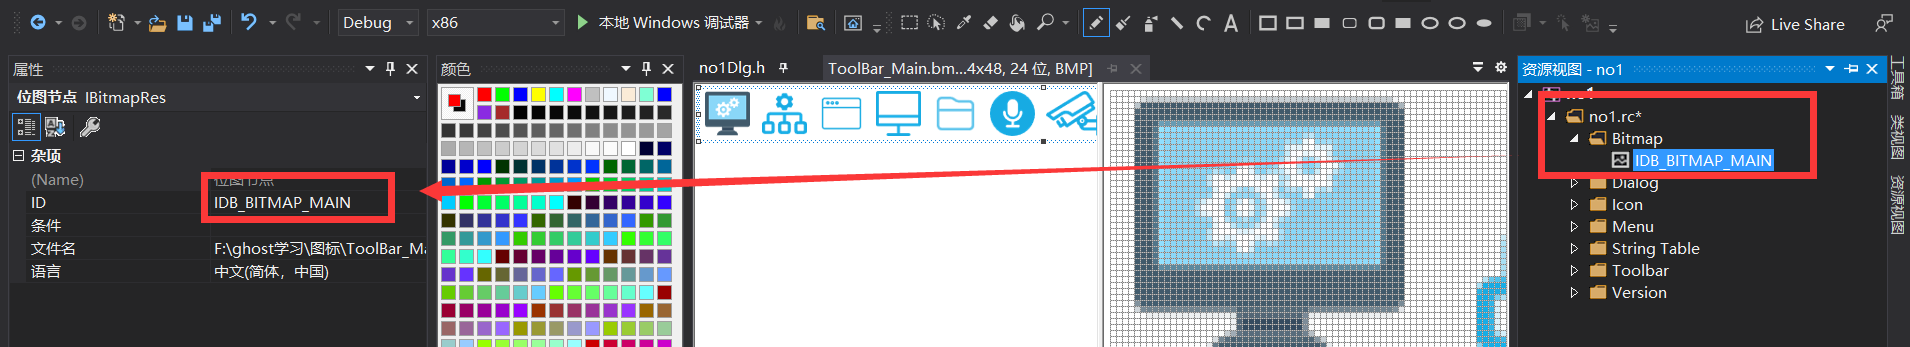 Debug
x86
本地 Windows 调试器
Live Share
属性
位图节点 IBitmapRes
杂项
(Name) 位图节点
ID IDB_BITMAP_MAIN
条件
文件名 F:\ghost学习\图标\ToolBar_Ma
语言 中文(简体，中国)
颜色
no1Dlg.h
ToolBar_Main.bm...4x48, 24 位, BMP]
资源视图 - no1
no1.rc*
Bitmap
IDB_BITMAP_MAIN
Dialog
Icon
Menu
String Table
Toolbar
Version
工具箱
类视图
资源视图